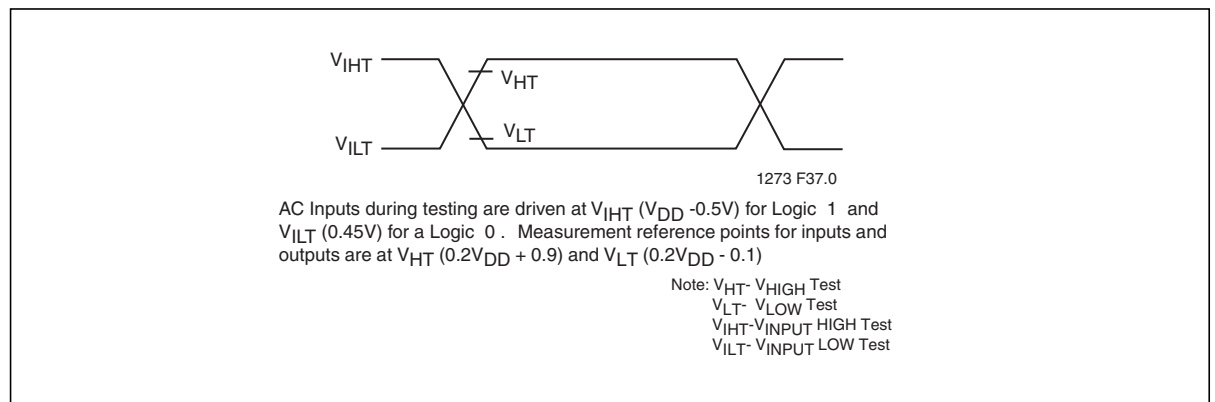 VIHT
VHT
VLT
VILT
1273 F37.0
AC Inputs during testing are driven at VIHT (VDD -0.5V) for Logic 1 and
VILT (0.45V) for a Logic 0 . Measurement reference points for inputs and
outputs are at VHT (0.2VDD + 0.9) and VLT (0.2VDD - 0.1)
Note: VHT- VHIGH Test
VLT- VLOW Test
VIHT-VINPUT HIGH Test
VILT- VINPUT LOW Test